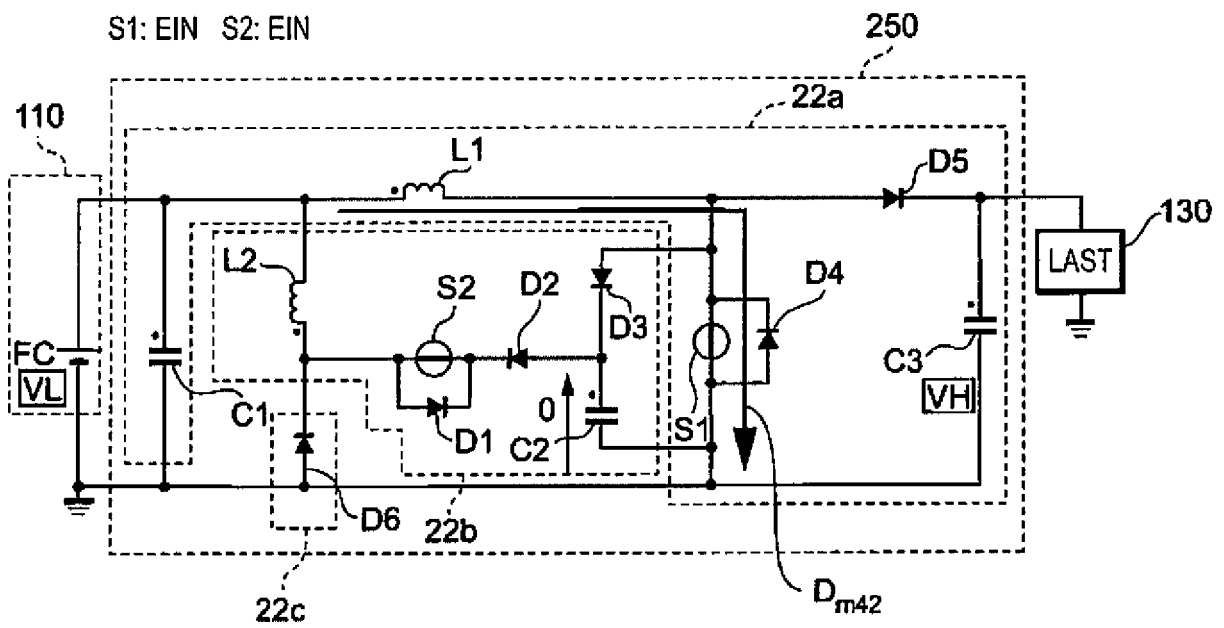 S1: EIN S2: EIN
250
110
22a
L1
D5
130
L2
S2
D2
D3
D4
LAST
FC
VL
C1
D1
0
C2
S1
C3
VH
D6
22b
22c
Dm42